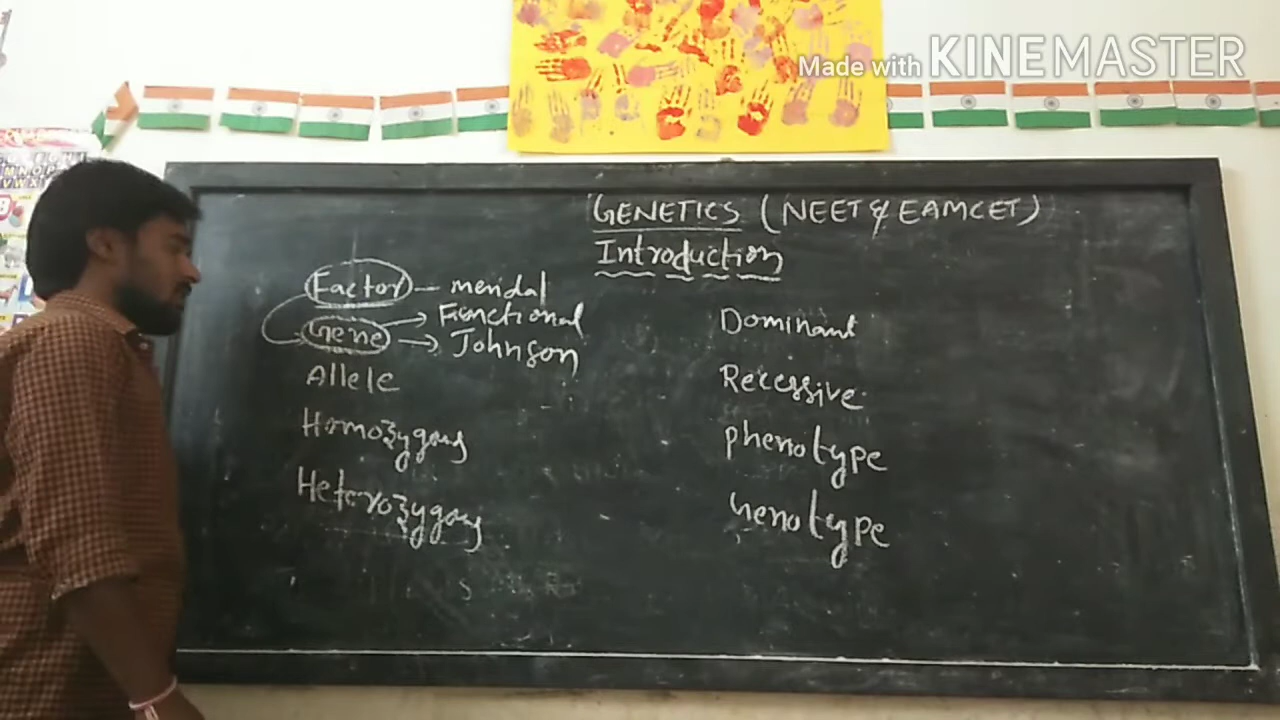 Made with KINEMASTER
GENETICS (NEET & EAMCET)
Introduction
Factor — mendal
Gene → Functional
→ Johnson
Allele
Homozygous
Heterozygous
Dominant
Recessive
phenotype
Genotype